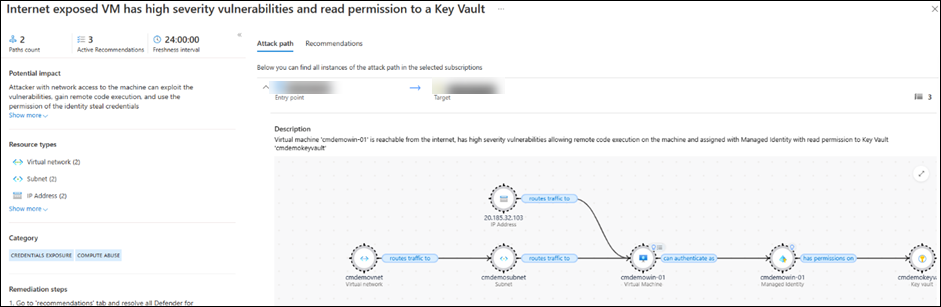 Internet exposed VM has high severity vulnerabilities and read permission to a Key Vault ...
2
Paths count
3
Active Recommendations
24:00:00
Freshness interval
Potential impact
Attacker with network access to the machine can exploit the
vulnerabilities, gain remote code execution, and use the
permission of the identity steal credentials
Show more
Resource types
Virtual network (2)
Subnet (2)
IP Address (2)
Show more
Category
CREDENTIALS EXPOSURE
COMPUTE ABUSE
Remediation steps
1. Go to 'recommendations' tab and resolve all Defender for
Attack path
Recommendations
Below you can find all instances of the attack path in the selected subscriptions
Entry point
Target
3
Description
Virtual machine 'cmdemowin-01' is reachable from the internet, has high severity vulnerabilities allowing remote code execution on the machine and assigned with Managed Identity with read permission to Key Vault
'cmdemokeyvault'
routes traffic to
20.185.32.103
IP Address
routes traffic to
routes traffic to
can authenticate as
has permissions on
cmdemovnet
Virtual network
cmdemosubnet
Subnet
cmdemowin-01
Virtual Machine
cmdemowin-01
Managed Identity
cmdemokeyv
Key vault